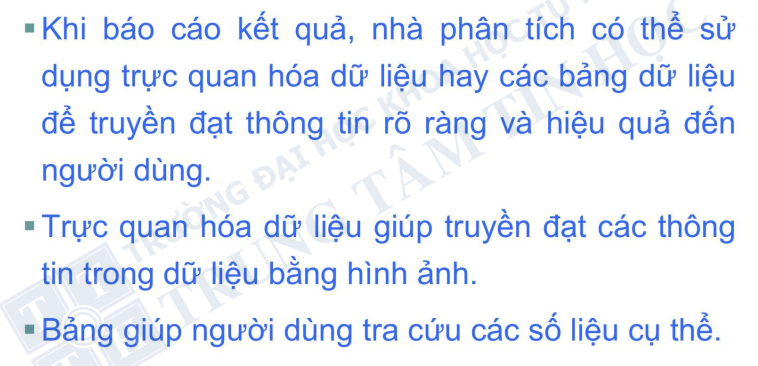 ▪Khi báo cáo kết quả, nhà phân tích có thể sử
dụng trực quan hóa dữ liệu hay các bảng dữ liệu
để truyền đạt thông tin rõ ràng và hiệu quả đến
người dùng.
▪Trực quan hóa dữ liệu giúp truyền đạt các thông
tin trong dữ liệu bằng hình ảnh.
▪Bảng giúp người dùng tra cứu các số liệu cụ thể.
TRƯỜNG ĐẠI HỌC KHOA HỌC TỰ
TRUNG TÂM TIN HỌC